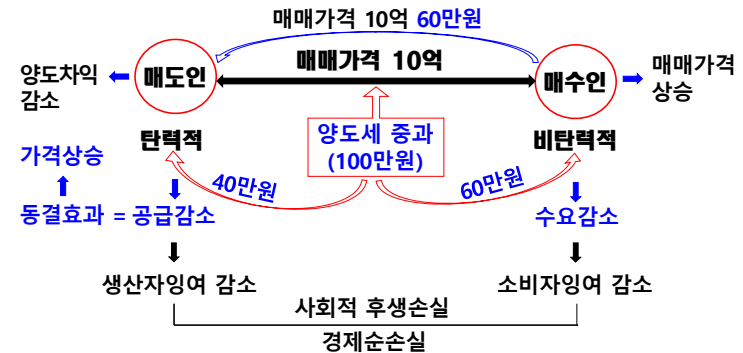 매매가격 10억 60만원
매매가격 10억
양도차익
감소
매도인
매수인
매매가격
상승
탄력적
양도세 중과
(100만원)
비탄력적
가격상승
40만원
60만원
동결효과 = 공급감소
수요감소
생산자잉여 감소
소비자잉여 감소
사회적 후생손실
경제순손실